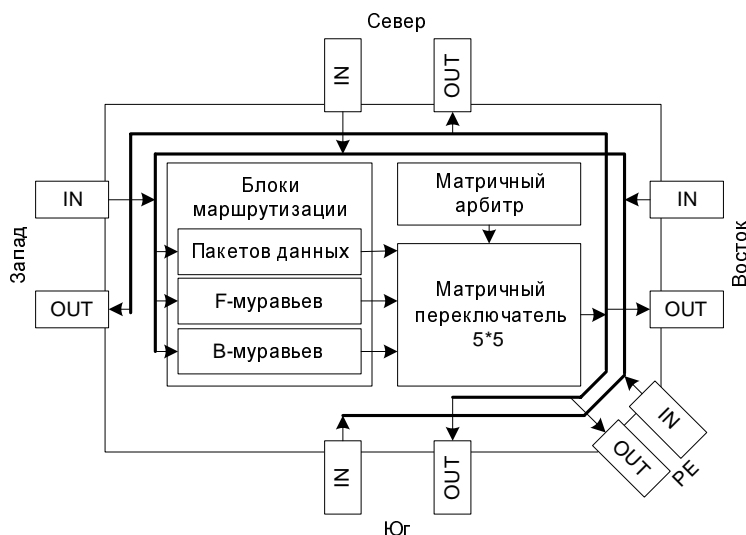 Север
IN
OUT
IN
Запад
OUT
Блоки
маршрутизации
Пакетов данных
F-муравьев
B-муравьев
Матричный
арбитр
Матричный
переключатель
5*5
IN
Восток
OUT
IN
OUT
PE
IN
OUT
Юг